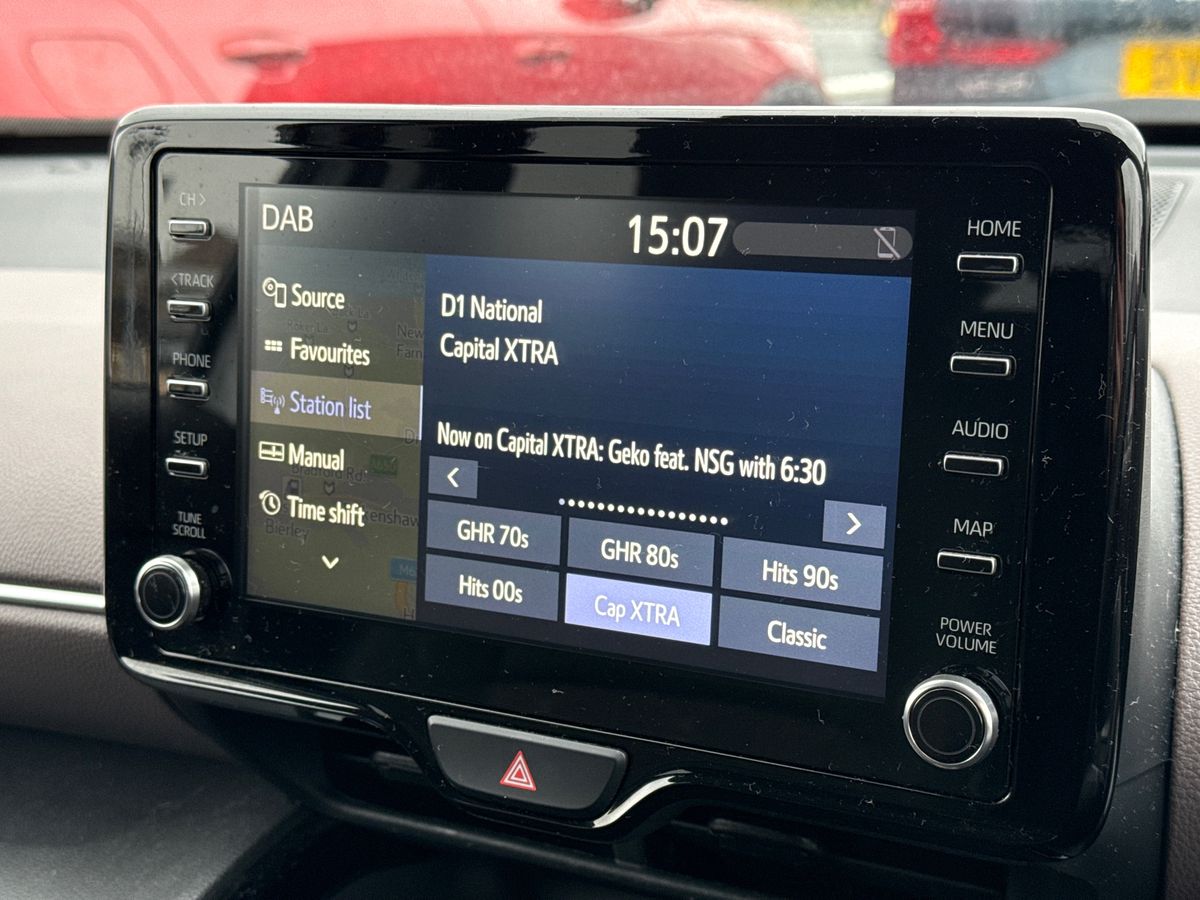 CH >
<TRACK
PHONE
SETUP
TUNE
SCROLL
DAB
15:07
Source
Favourites
Station list
Manual
Time shift
Bierley
D1 National
Capital XTRA
Now on Capital XTRA: Geko feat. NSG with 6:30
<
>
GHR 70s
GHR 80s
Hits 90s
Hits 00s
Cap XTRA
Classic
HOME
MENU
AUDIO
MAP
POWER
VOLUME